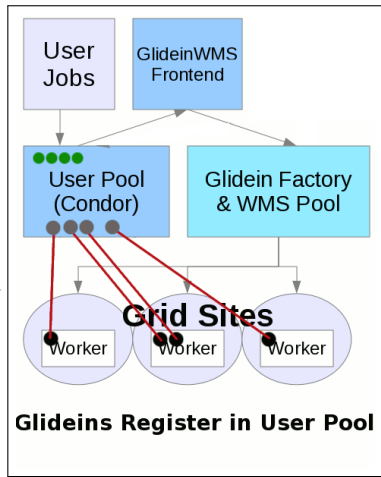 User
Jobs
GlideinWMS
Frontend
User Pool
(Condor)
Glidein Factory
& WMS Pool
Grid Sites
Worker
Worker
Worker
Glideins Register in User Pool